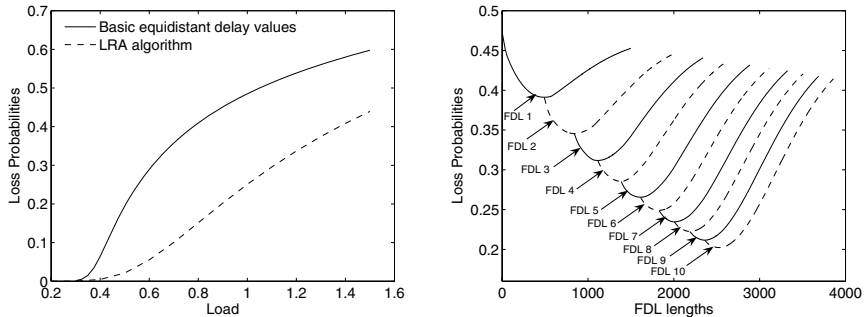 0.7
0.6
0.5
0.4
0.3
0.2
0.1
0
0.2
0.4
0.6
0.8
1
1.2
1.4
1.6
Loss Probabilities
Load
Basic equidistant delay values
LRA algorithm
0.5
0.45
0.4
0.35
0.3
0.25
0.2
0
1000
2000
3000
4000
Loss Probabilities
FDL lengths
FDL 1
FDL 2
FDL 3
FDL 4
FDL 5
FDL 6
FDL 7
FDL 8
FDL 9
FDL 10